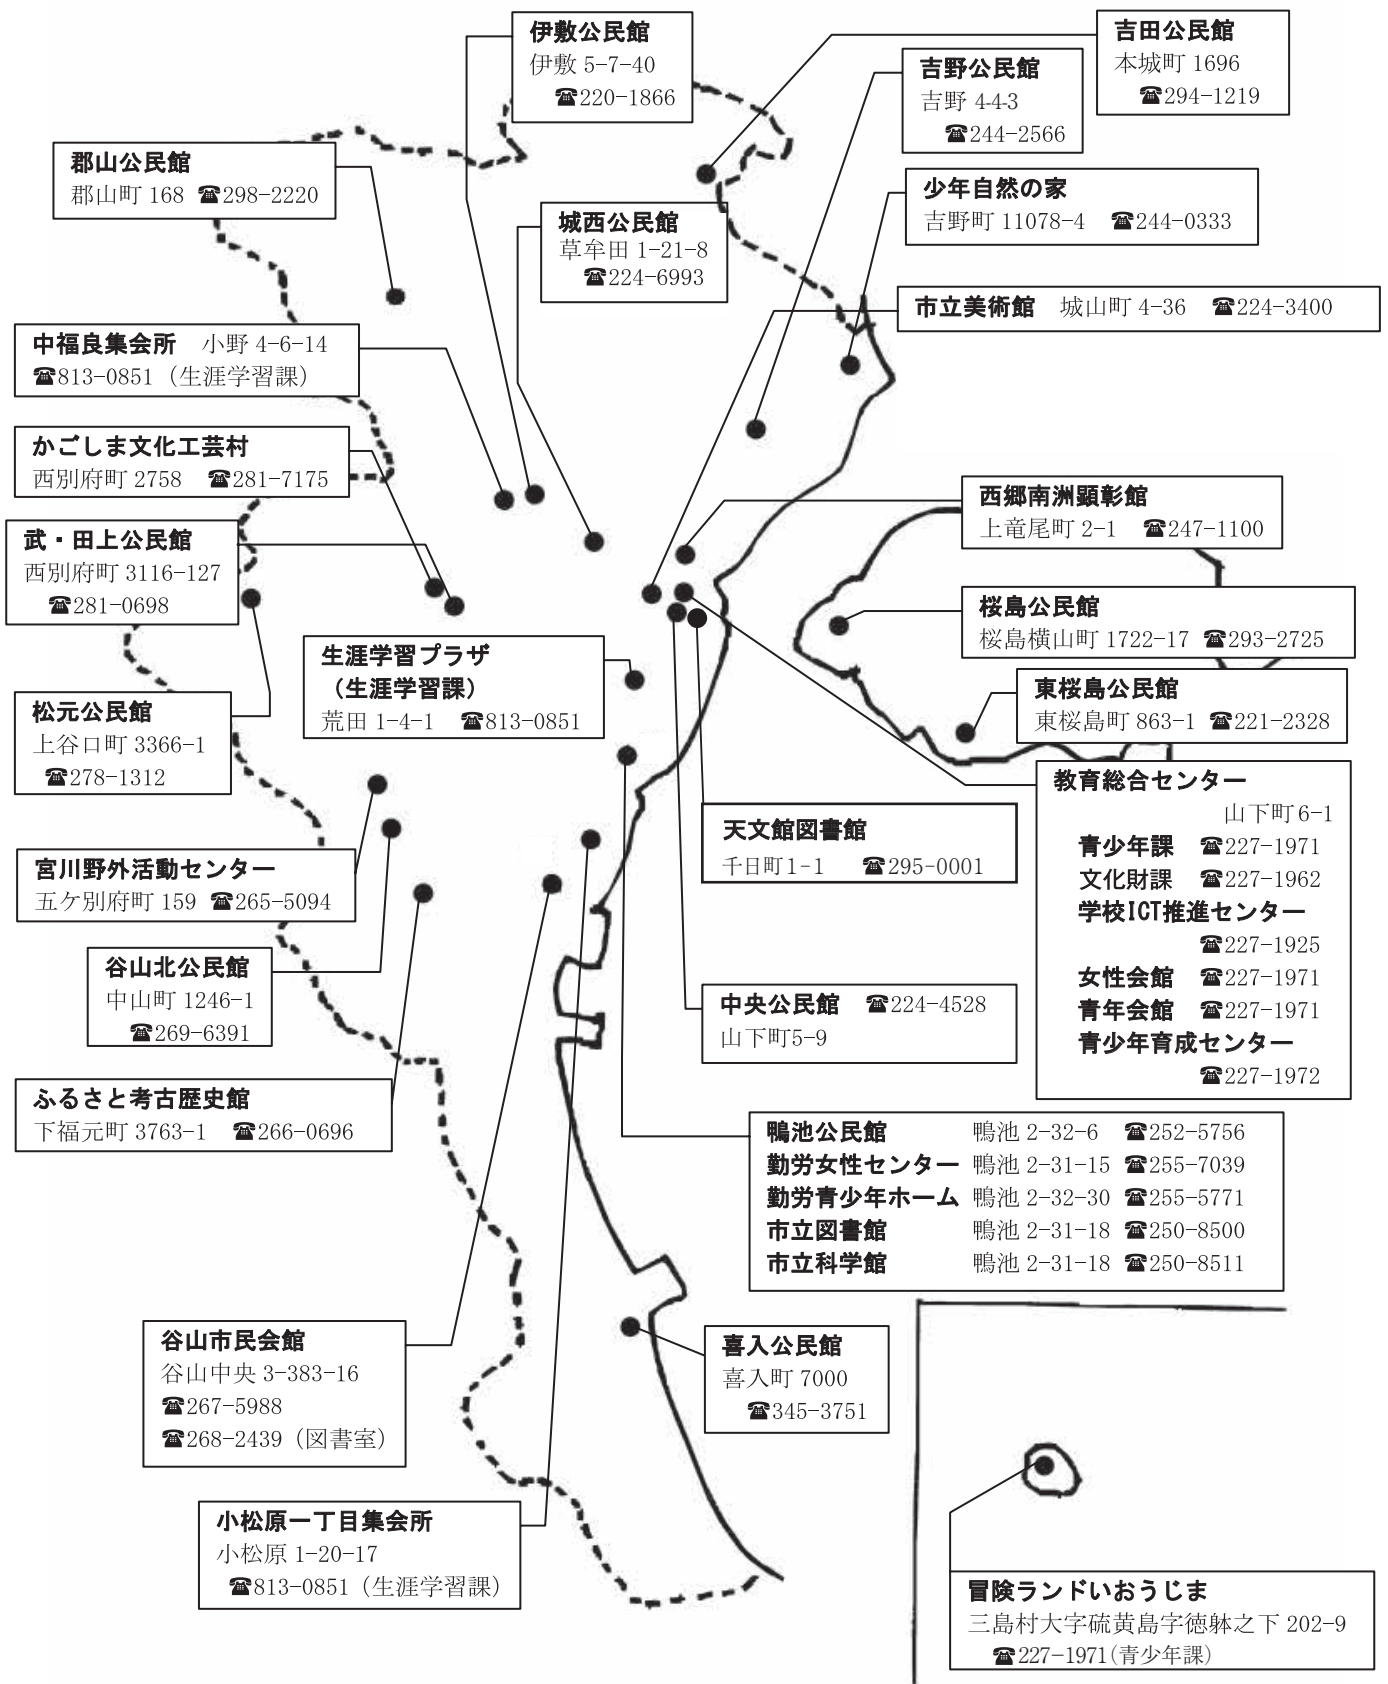 伊敷公民館
伊敷 5-7-40
☎220-1866
吉田公民館
本城町 1696
☎294-1219
吉野公民館
吉野 4-4-3
☎244-2566
郡山公民館
郡山町 168 ☎298-2220
少年自然の家
吉野町 11078-4 ☎244-0333
城西公民館
草牟田 1-21-8
☎224-6993
市立美術館 城山町 4-36 ☎224-3400
中福良集会所 小野 4-6-14
☎813-0851（生涯学習課）
かごしま文化工芸村
西別府町 2758 ☎281-7175
西郷南洲顕彰館
上竜尾町 2-1 ☎247-1100
武・田上公民館
西別府町 3116-127
☎281-0698
桜島公民館
桜島横山町 1722-17 ☎293-2725
生涯学習プラザ
（生涯学習課）
荒田 1-4-1 ☎813-0851
東桜島公民館
東桜島町 863-1 ☎221-2328
松元公民館
上谷口町 3366-1
☎278-1312
教育総合センター
山下町6-1
青少年課 ☎227-1971
文化財課 ☎227-1962
学校ICT推進センター
☎227-1925
女性会館 ☎227-1971
青年会館 ☎227-1971
青少年育成センター
☎227-1972
天文館図書館
千日町1-1 ☎295-0001
宮川野外活動センター
五ケ別府町 159 ☎265-5094
谷山北公民館
中山町 1246-1
☎269-6391
中央公民館 ☎224-4528
山下町5-9
ふるさと考古歴史館
下福元町 3763-1 ☎266-0696
鴨池公民館 鴨池 2-32-6 ☎252-5756
勤労女性センター 鴨池 2-31-15 ☎255-7039
勤労青少年ホーム 鴨池 2-32-30 ☎255-5771
市立図書館 鴨池 2-31-18 ☎250-8500
市立科学館 鴨池 2-31-18 ☎250-8511
谷山市民会館
谷山中央 3-383-16
☎267-5988
☎268-2439（図書室）
喜入公民館
喜入町 7000
☎345-3751
小松原一丁目集会所
小松原 1-20-17
☎813-0851（生涯学習課）
冒険ランドいおうじま
三島村大字硫黄島字徳躰之下 202-9
☎227-1971（青少年課）